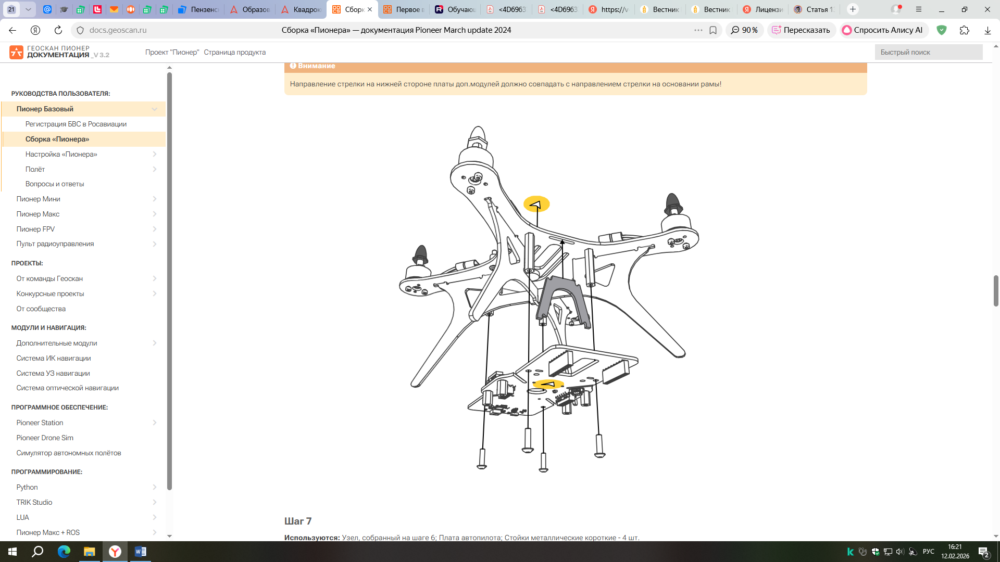 21
Пензенс
Образов
Квадрок
Сборк
Первое в
Обучаю
<4D6963
<4D6963
https://v
Вестник
Вестник
Лицензи
Статья 1
docs.geoscan.ru
Сборка «Пионера» — документация Pioneer March update 2024
90 %
Пересказать
Спросить Алису AI
ГЕОСКАН ПИОНЕР
ДОКУМЕНТАЦИЯ _V 3.2
Проект "Пионер" Страница продукта
Быстрый поиск
Внимание
Направление стрелки на нижней стороне платы доп.модулей должно совпадать с направлением стрелки на основании рамы!
РУКОВОДСТВА ПОЛЬЗОВАТЕЛЯ:
Пионер Базовый
Регистрация БВС в Росавиации
Сборка «Пионера»
Настройка «Пионера»
Полёт
Вопросы и ответы
Пионер Мини
Пионер Макс
Пионер FPV
Пульт радиоуправления
ПРОЕКТЫ:
От команды Геоскан
Конкурсные проекты
От сообщества
МОДУЛИ И НАВИГАЦИЯ:
Дополнительные модули
Система ИК навигации
Система УЗ навигации
Система оптической навигации
ПРОГРАММНОЕ ОБЕСПЕЧЕНИЕ:
Pioneer Station
Pioneer Drone Sim
Симулятор автономных полётов
ПРОГРАММИРОВАНИЕ:
Python
TRIK Studio
LUA
Пионер Макс + ROS
Шаг 7
Используются: Узел, собранный на шаге 6; Плата автопилота; Стойки металлические короткие - 4 шт.
РУС
16:21
12.02.2026
2